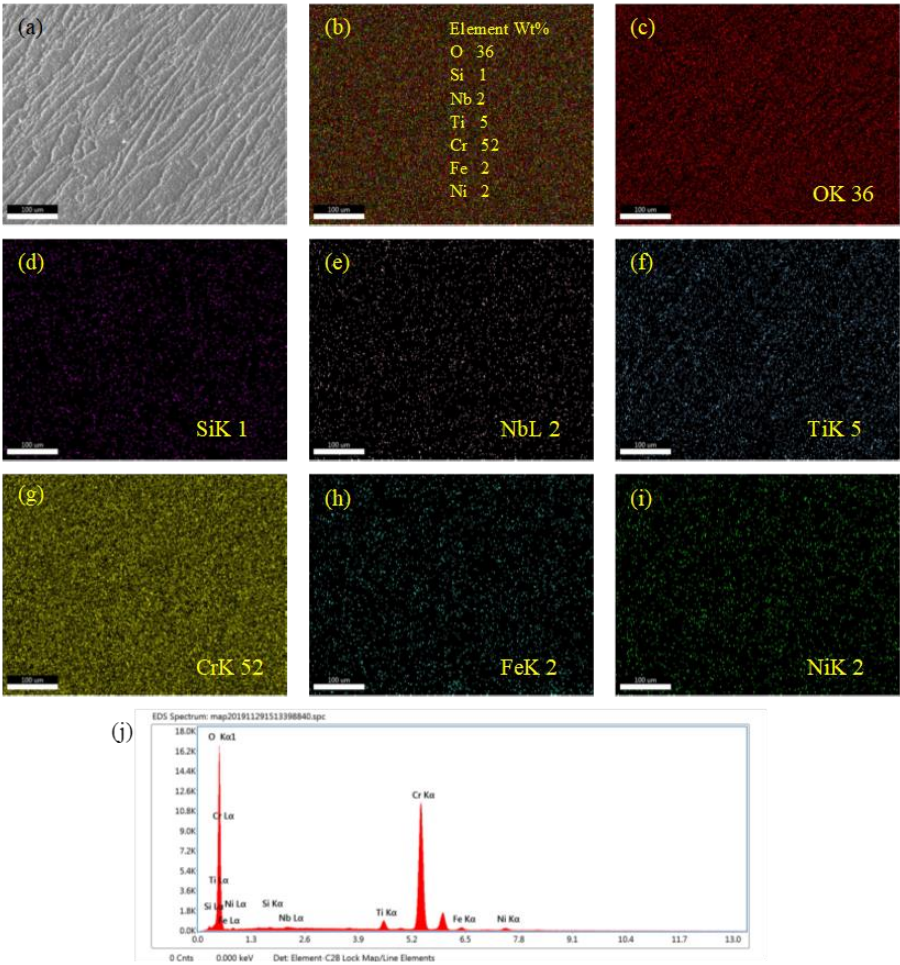 (a)
100 um
(b)
Element Wt%
O 36
Si 1
Nb 2
Ti 5
Cr 52
Fe 2
Ni 2
100 um
(c)
OK 36
100 um
(d)
SiK 1
100 um
(e)
NbL 2
100 um
(f)
TiK 5
100 um
(g)
CrK 52
100 um
(h)
FeK 2
100 um
(i)
NiK 2
100 um
(j)
EDS Spectrum: map201911291513398840.spc
18.0K
16.2K
14.4K
12.6K
10.8K
9.0K
7.2K
5.4K
3.6K
1.8K
0.0K
O Kα1
Cr Lα
Ti Lα
Si Lα
Ni Lα
Fe Lα
Si Kα
Nb Lα
Ti Kα
Cr Kα
Fe Kα
Ni Kα
0.0 1.3 2.6 3.9 5.2 6.5 7.8 9.1 10.4 11.7 13.0
0 Cnts 0.000 keV Det: Element-C2B Lock Map/Line Elements